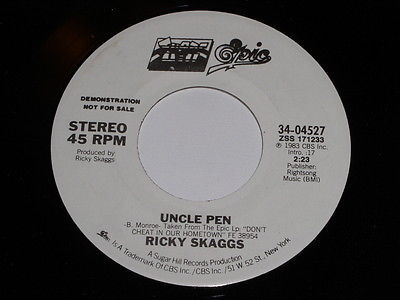 Epic
DEMONSTRATION
NOT FOR SALE
STEREO
45 RPM
Produced by
Ricky Skaggs
34-04527
ZSS 171233
℗ 1983 CBS Inc.
Intro.: 17
2:23
Publisher:
Rightsong
Music (BMI)
UNCLE PEN
-B. Monroe- Taken From The Epic Lp: "DON'T
CHEAT IN OUR HOMETOWN" FE 38954
RICKY SKAGGS
A Sugar Hill Records Production
Epic Is A Trademark Of CBS Inc./CBS Inc./51 W. 52 St., New York